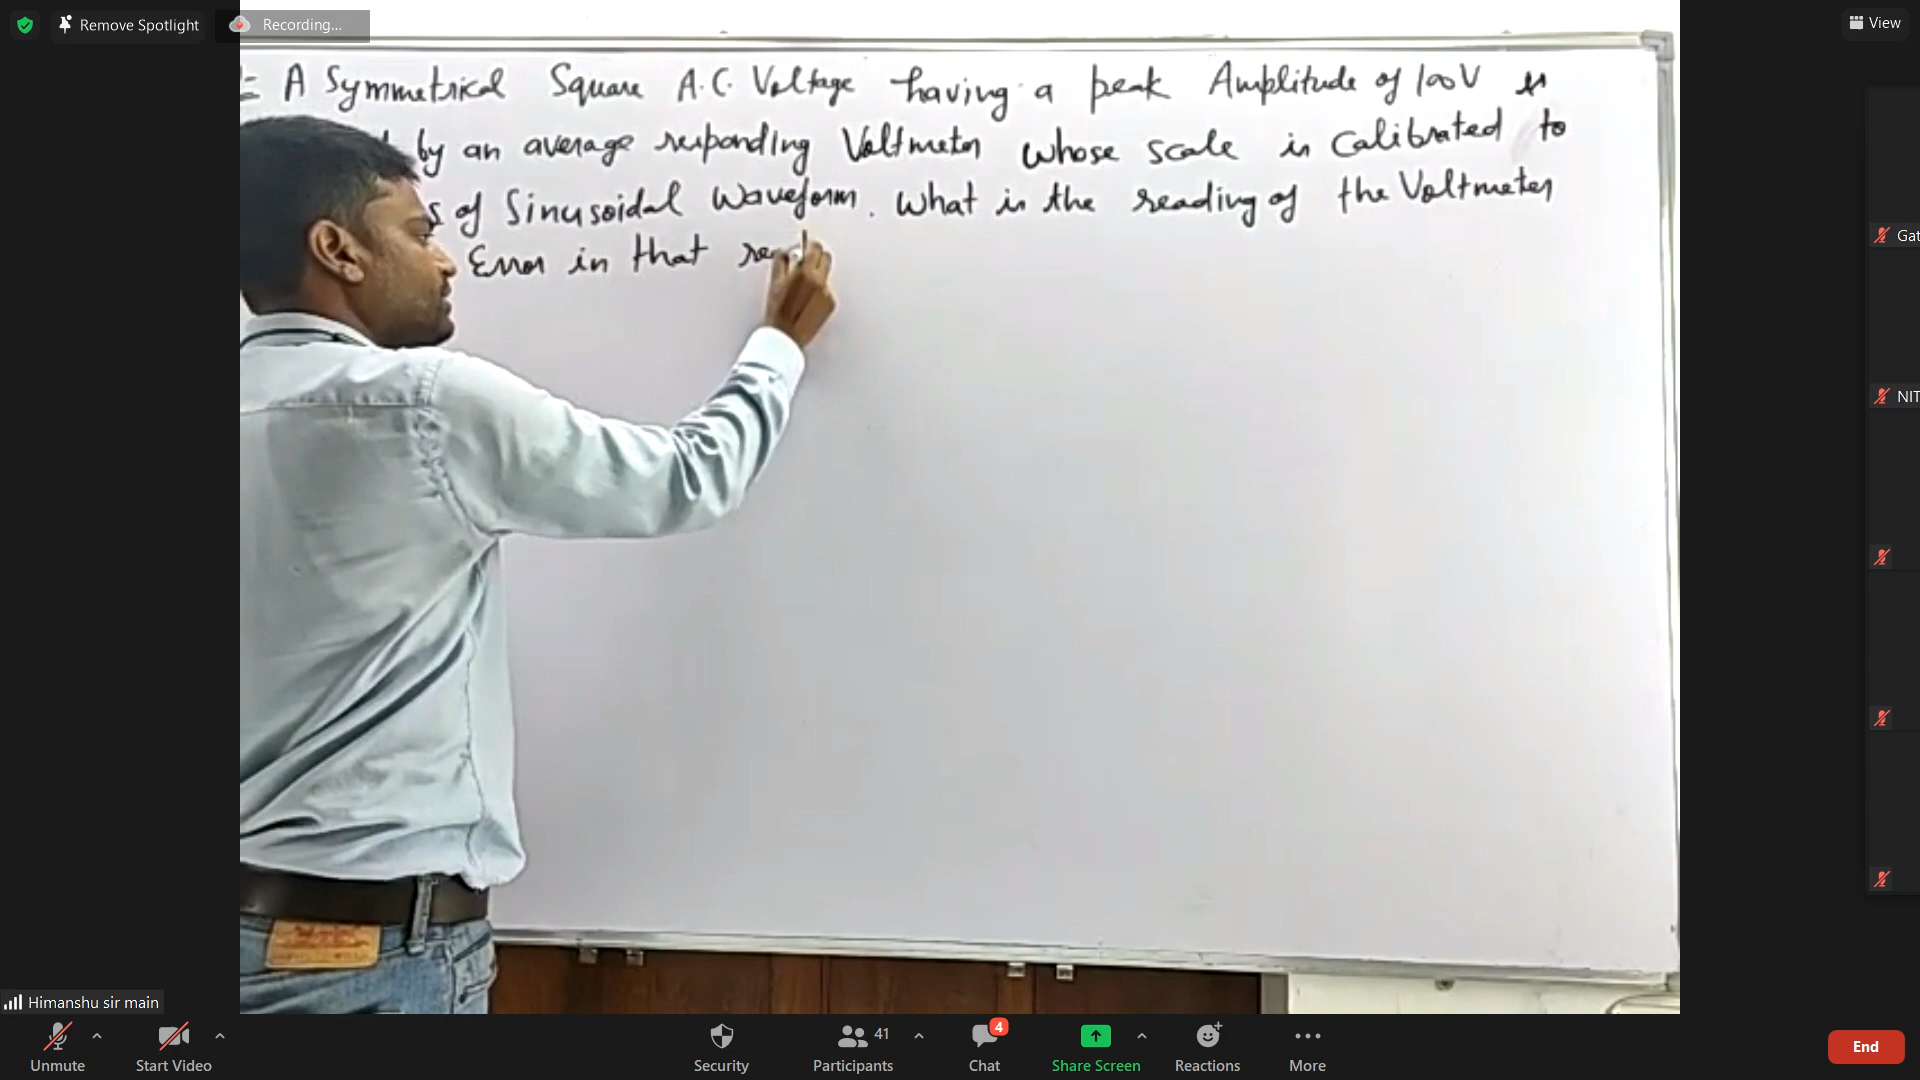 Remove Spotlight
Recording...
View
A Symmetrical Square A.C. Voltage having a peak Amplitude of 100V is
by an average responding Voltmeter whose scale is Calibrated to
of Sinusoidal Waveform. What is the reading of the Voltmeter
Error in that
Gat
NIT
Himanshu sir main
Unmute
Start Video
Security
41
Participants
4
Chat
Share Screen
Reactions
More
End